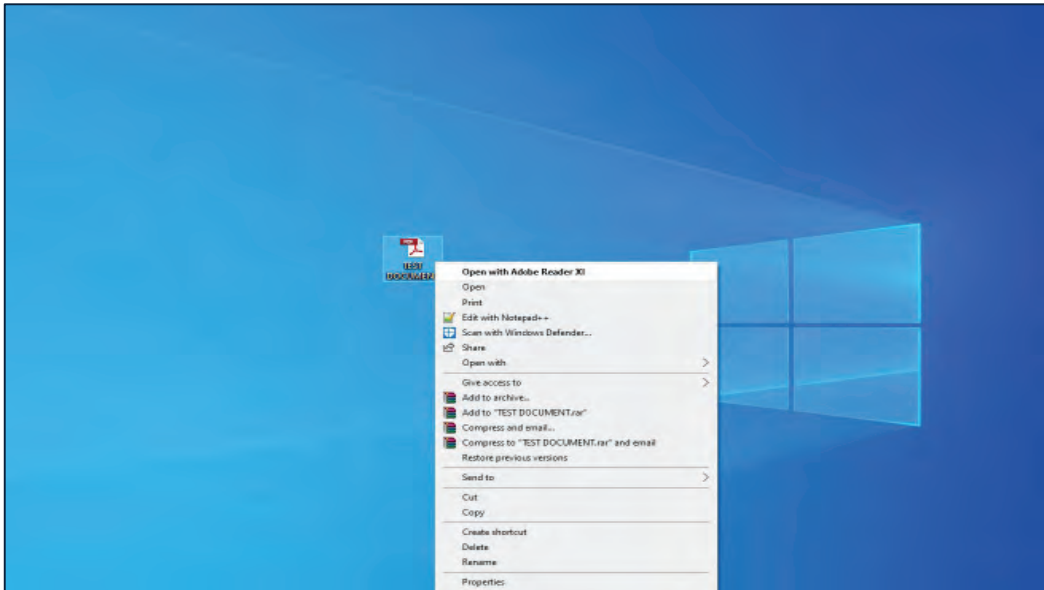 PDF
TEST
DOCUMEN
Open with Adobe Reader XI
Open
Print
Edit with Notepad++
Scan with Windows Defender...
Share
Open with
Give access to
Add to archive...
Add to "TEST DOCUMENT.rar"
Compress and email...
Compress to "TEST DOCUMENT.rar" and email
Restore previous versions
Send to
Cut
Copy
Create shortcut
Delete
Rename
Properties